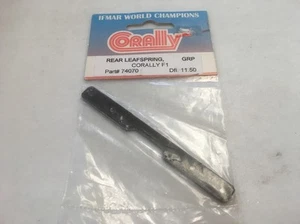 IFMAR WORLD CHAMPIONS
CORALLY
REAR LEAFSPRING, GRP
CORALLY F1
Part# 74070 Dfl. 11.50